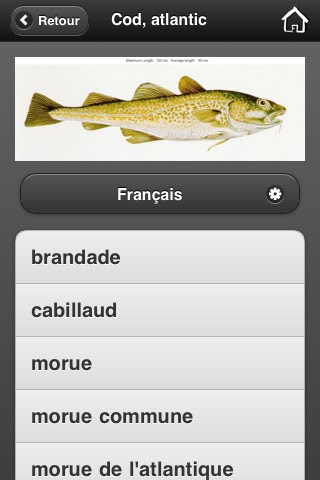 Retour
Cod, atlantic
Maximum Length: 150 cm Average length: 90 cm
Français
brandade
cabillaud
morue
morue commune
morue de l'atlantique